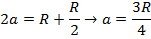 2a = R + R/2 → a = 3R/4